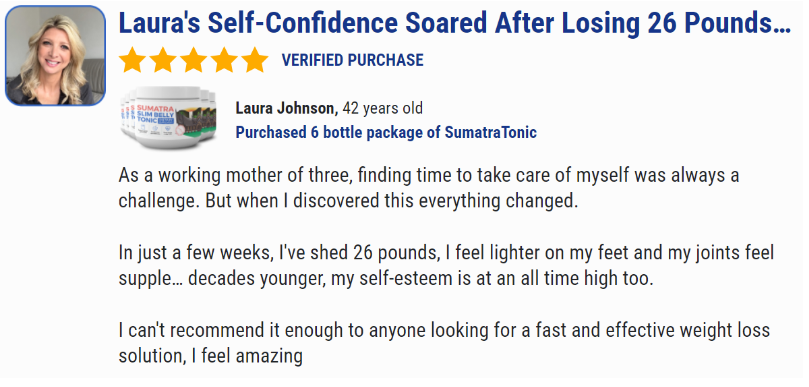 Laura's Self-Confidence Soared After Losing 26 Pounds...
VERIFIED PURCHASE
SUMATRA
SLIM BELLY
TONIC
Laura Johnson, 42 years old
Purchased 6 bottle package of SumatraTonic
As a working mother of three, finding time to take care of myself was always a
challenge. But when I discovered this everything changed.
In just a few weeks, I've shed 26 pounds, I feel lighter on my feet and my joints feel
supple... decades younger, my self-esteem is at an all time high too.
I can't recommend it enough to anyone looking for a fast and effective weight loss
solution, I feel amazing